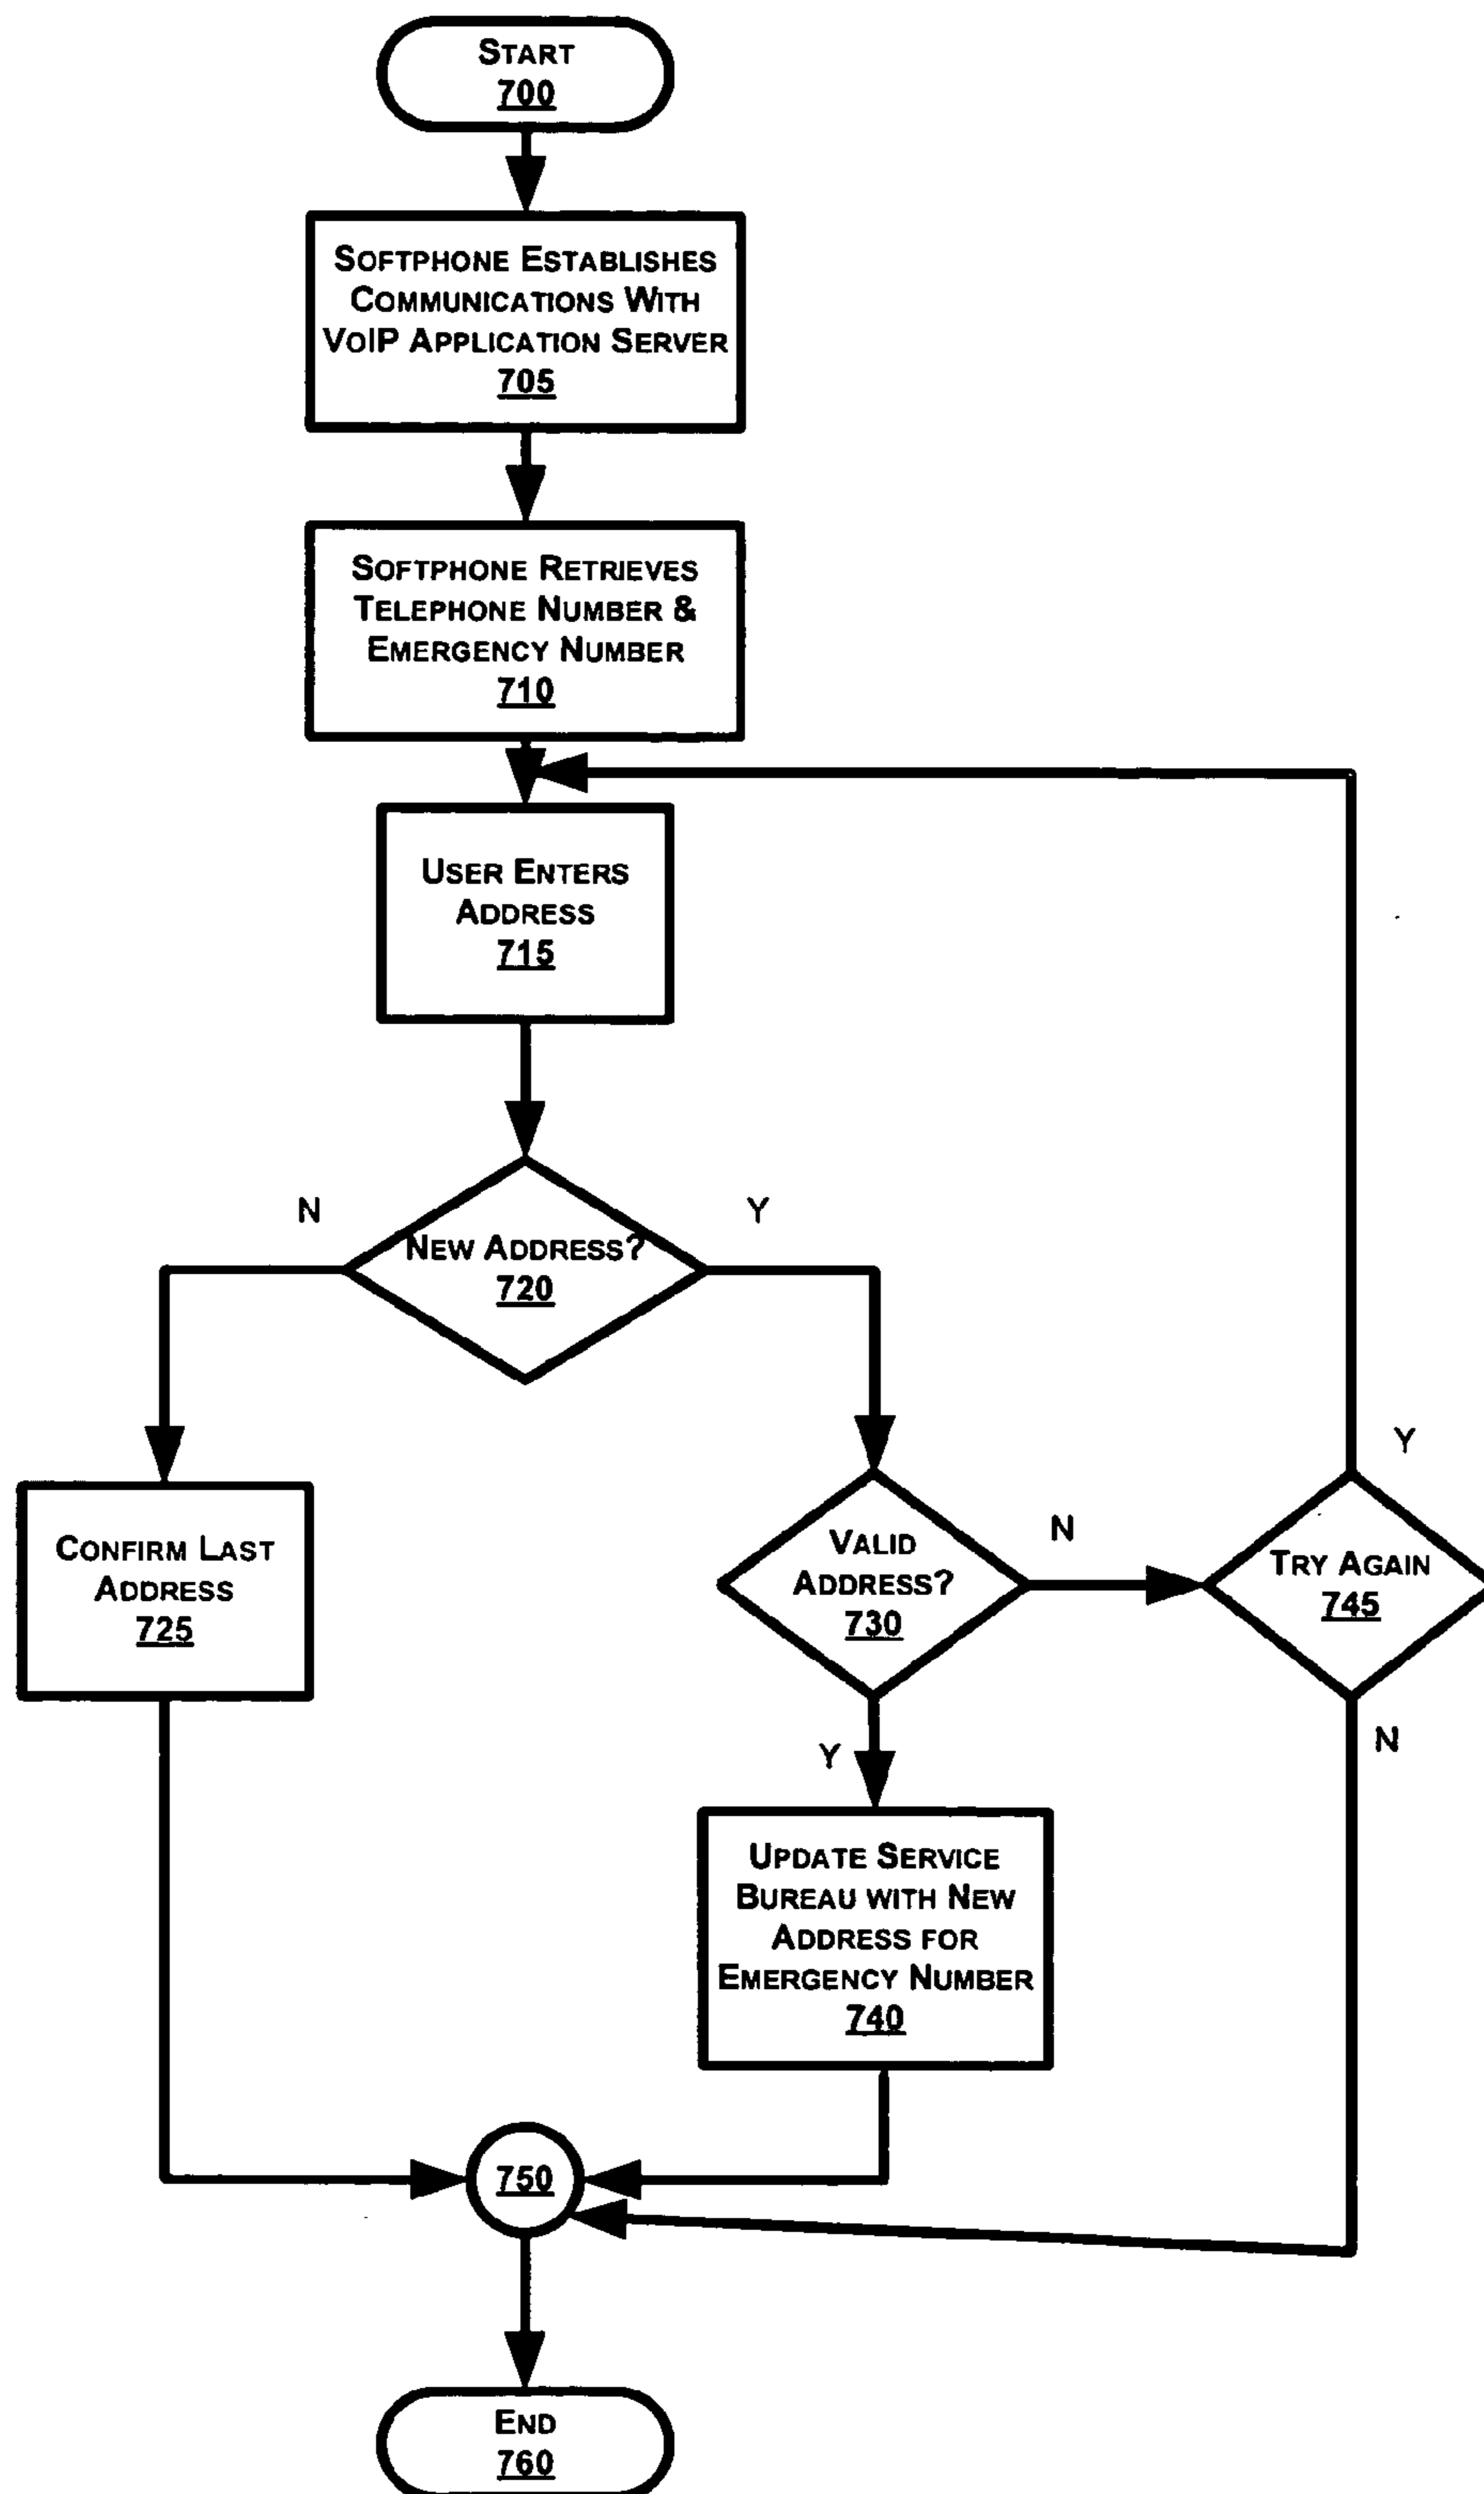 START
700
SOFTPHONE ESTABLISHES
COMMUNICATIONS WITH
VOIP APPLICATION SERVER
705
SOFTPHONE RETRIEVES
TELEPHONE NUMBER &
EMERGENCY NUMBER
710
USER ENTERS
ADDRESS
715
N
Y
NEW ADDRESS?
720
Y
CONFIRM LAST
ADDRESS
725
VALID
ADDRESS?
730
N
TRY AGAIN
745
Y
N
UPDATE SERVICE
BUREAU WITH NEW
ADDRESS FOR
EMERGENCY NUMBER
740
750
END
760